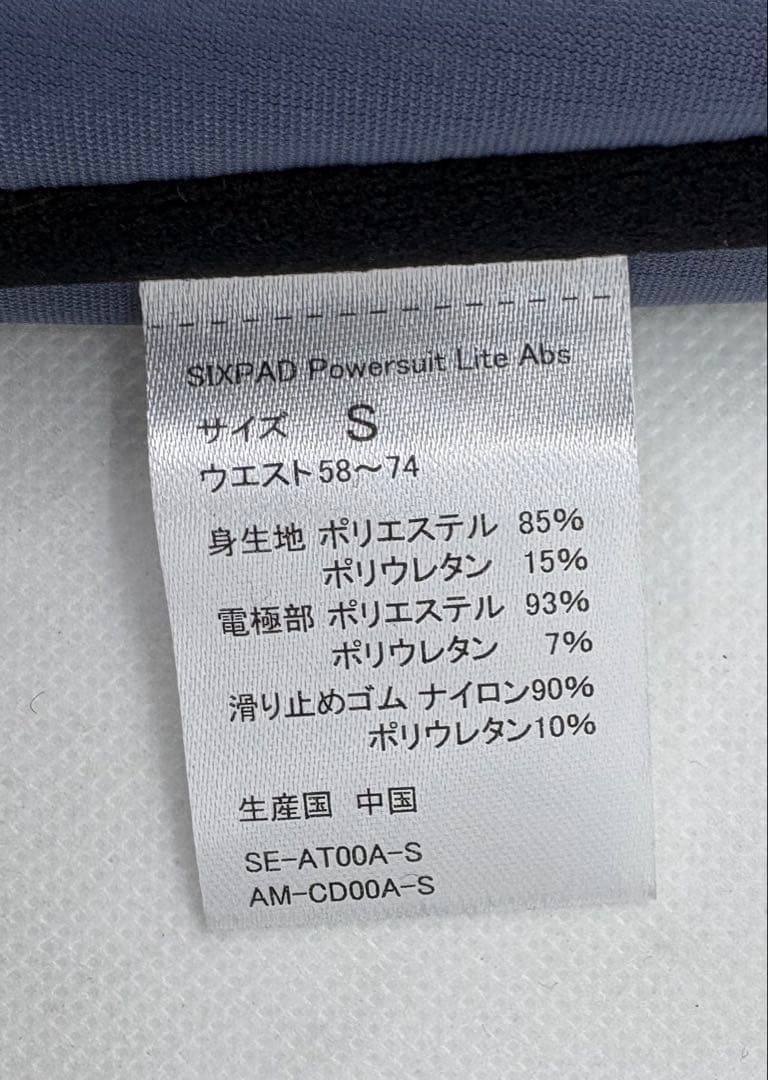 SIXPAD Powersuit Lite Abs
サイズ S
ウエスト58〜74
身生地 ポリエステル 85%
ポリウレタン 15%
電極部 ポリエステル 93%
ポリウレタン 7%
滑り止めゴム ナイロン90%
ポリウレタン10%
生産国 中国
SE-AT00A-S
AM-CD00A-S